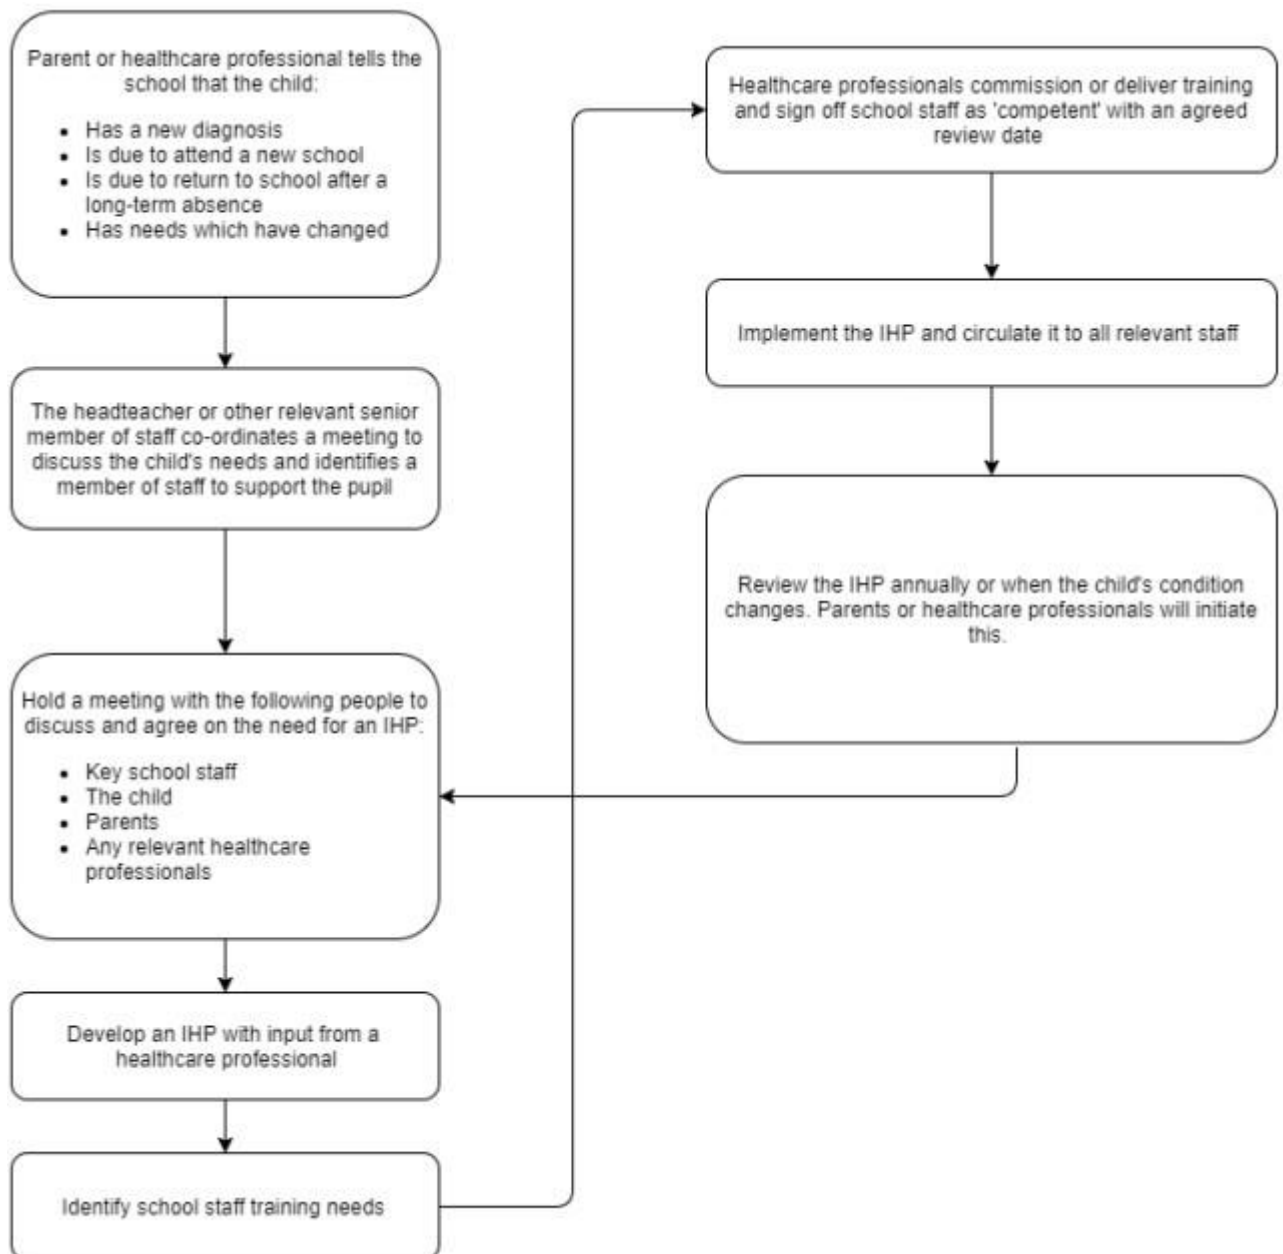 Parent or healthcare professional tells the
school that the child:
• Has a new diagnosis
• Is due to attend a new school
• Is due to return to school after a
long-term absence
• Has needs which have changed
The headteacher or other relevant senior
member of staff co-ordinates a meeting to
discuss the child's needs and identifies a
member of staff to support the pupil
Hold a meeting with the following people to
discuss and agree on the need for an IHP:
• Key school staff
• The child
• Parents
• Any relevant healthcare
professionals
Develop an IHP with input from a
healthcare professional
Identify school staff training needs
Healthcare professionals commission or deliver training
and sign off school staff as 'competent' with an agreed
review date
Implement the IHP and circulate it to all relevant staff
Review the IHP annually or when the child's condition
changes. Parents or healthcare professionals will initiate
this.